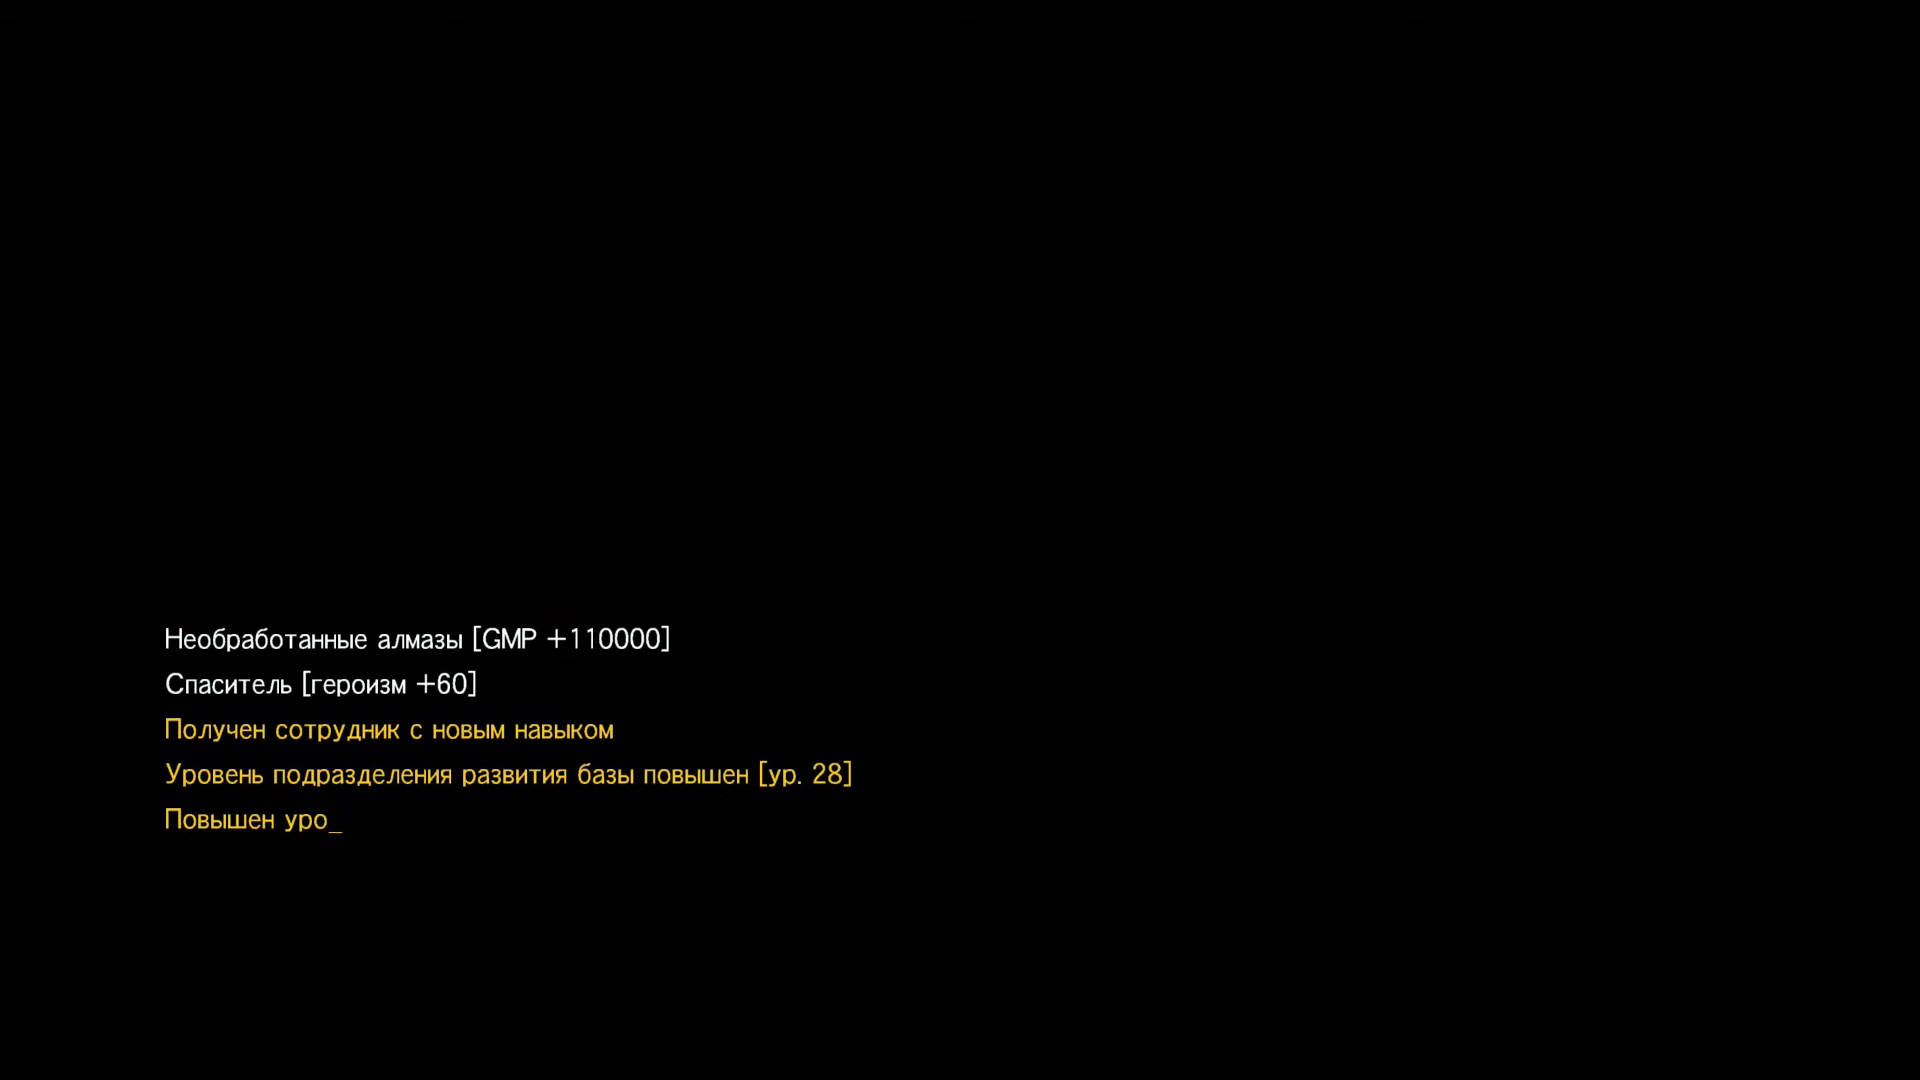 Необработанные алмазы [GMP +110000]
Спаситель [героизм +60]
Получен сотрудник с новым навыком
Уровень подразделения развития базы повышен [ур. 28]
Повышен уро_